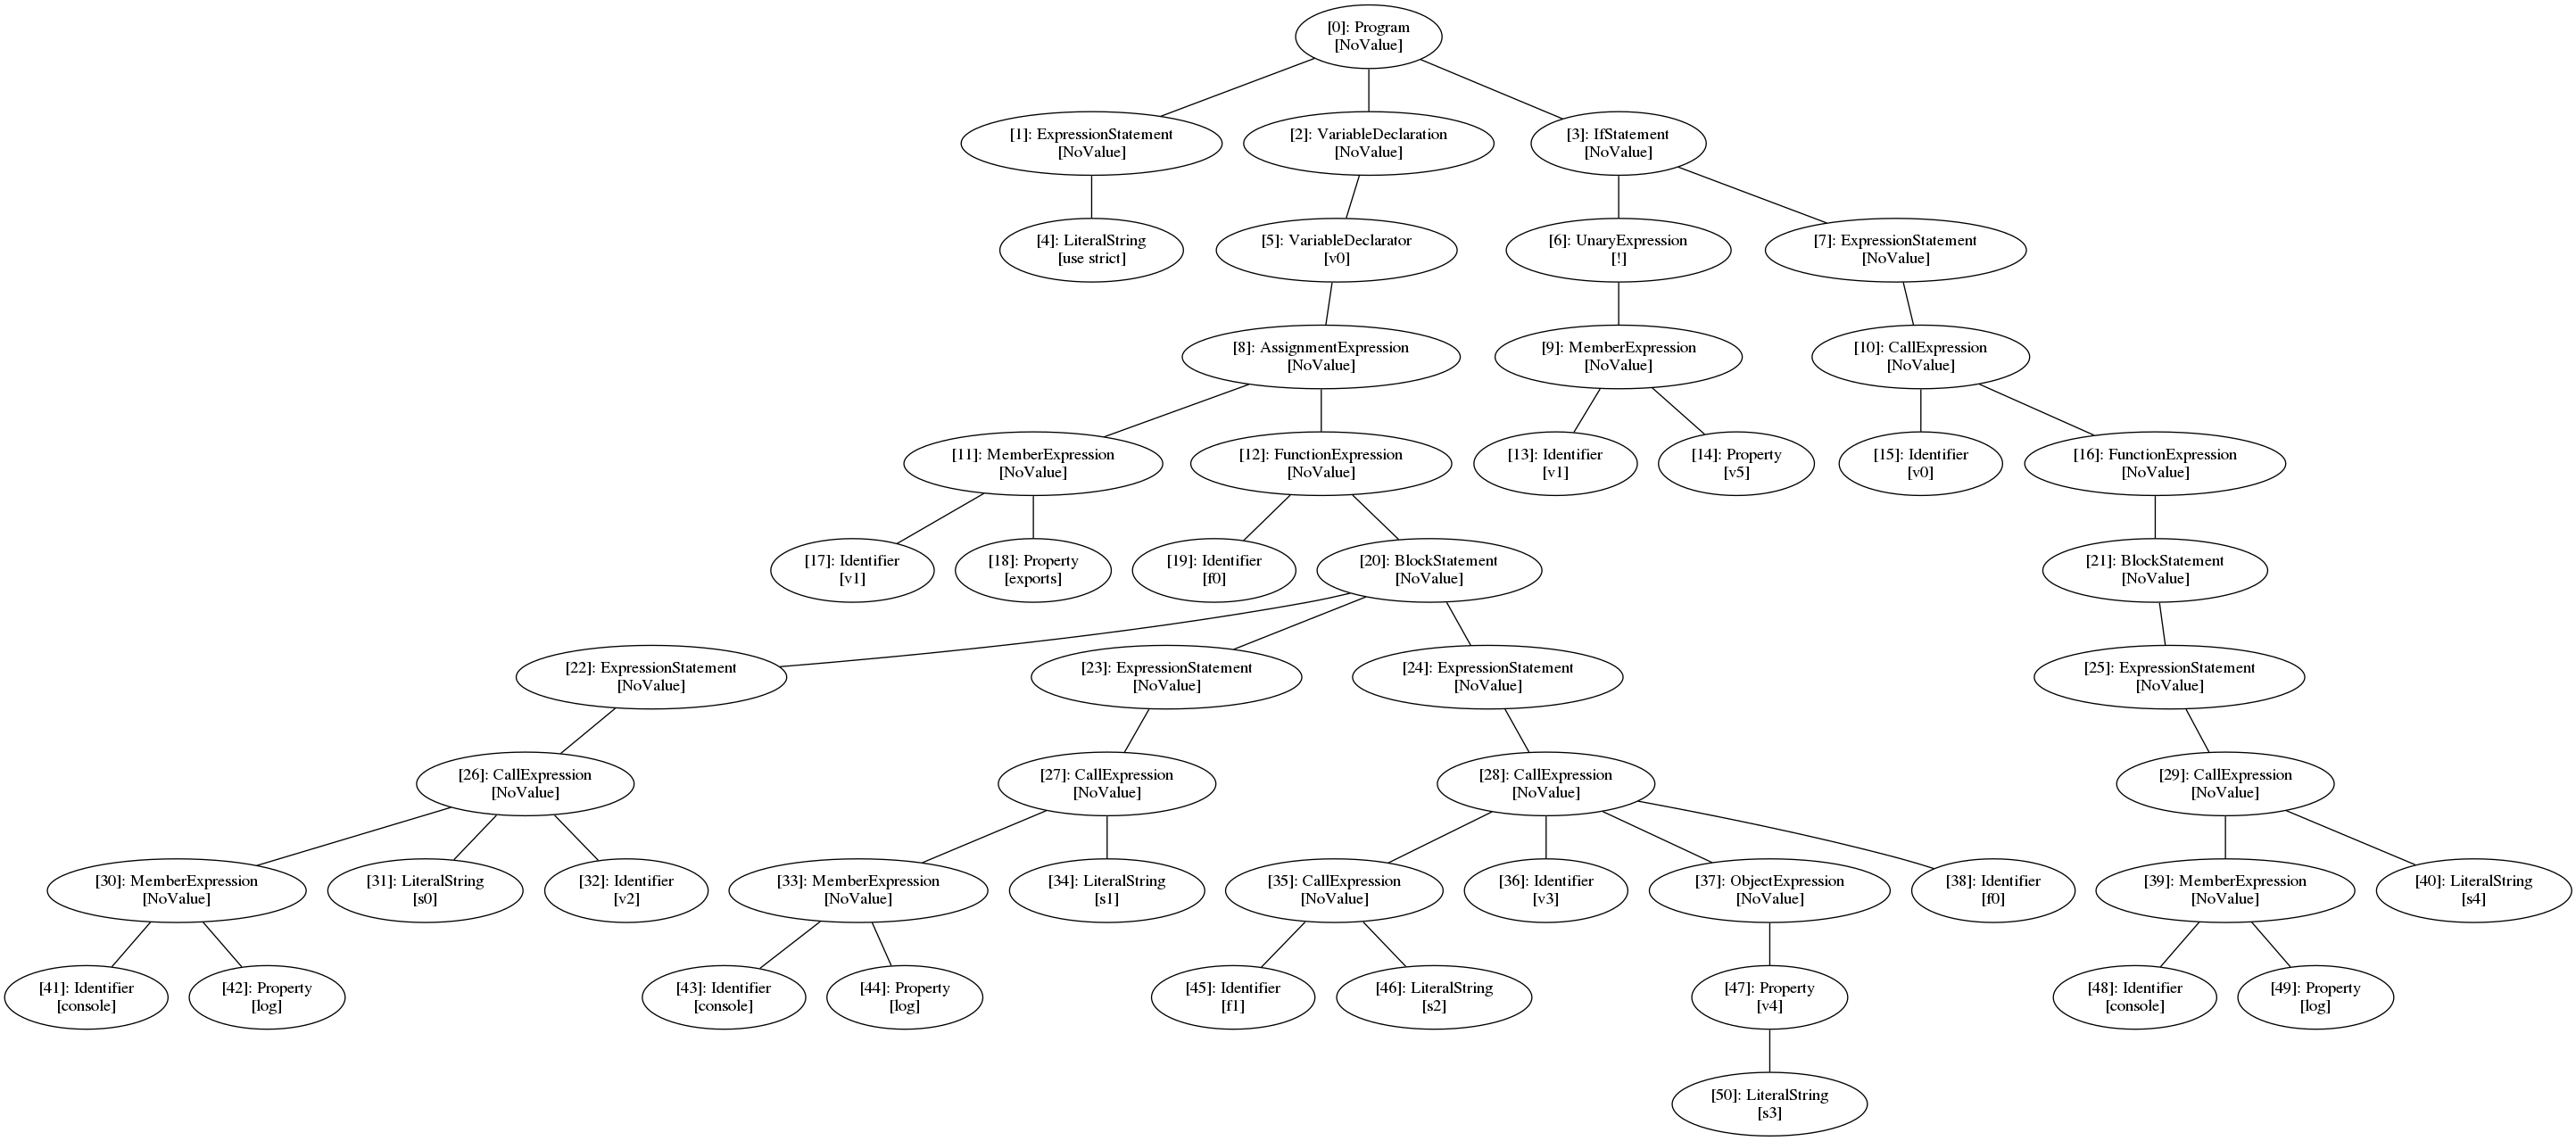 [0]: Program
[NoValue]
[1]: ExpressionStatement
[NoValue]
[2]: VariableDeclaration
[NoValue]
[3]: IfStatement
[NoValue]
[4]: LiteralString
[use strict]
[5]: VariableDeclarator
[v0]
[6]: UnaryExpression
[!]
[7]: ExpressionStatement
[NoValue]
[8]: AssignmentExpression
[NoValue]
[9]: MemberExpression
[NoValue]
[10]: CallExpression
[NoValue]
[11]: MemberExpression
[NoValue]
[12]: FunctionExpression
[NoValue]
[13]: Identifier
[v1]
[14]: Property
[v5]
[15]: Identifier
[v0]
[16]: FunctionExpression
[NoValue]
[17]: Identifier
[v1]
[18]: Property
[exports]
[19]: Identifier
[f0]
[20]: BlockStatement
[NoValue]
[21]: BlockStatement
[NoValue]
[22]: ExpressionStatement
[NoValue]
[23]: ExpressionStatement
[NoValue]
[24]: ExpressionStatement
[NoValue]
[25]: ExpressionStatement
[NoValue]
[26]: CallExpression
[NoValue]
[27]: CallExpression
[NoValue]
[28]: CallExpression
[NoValue]
[29]: CallExpression
[NoValue]
[30]: MemberExpression
[NoValue]
[31]: LiteralString
[s0]
[32]: Identifier
[v2]
[33]: MemberExpression
[NoValue]
[34]: LiteralString
[s1]
[35]: CallExpression
[NoValue]
[36]: Identifier
[v3]
[37]: ObjectExpression
[NoValue]
[38]: Identifier
[f0]
[39]: MemberExpression
[NoValue]
[40]: LiteralString
[s4]
[41]: Identifier
[console]
[42]: Property
[log]
[43]: Identifier
[console]
[44]: Property
[log]
[45]: Identifier
[f1]
[46]: LiteralString
[s2]
[47]: Property
[v4]
[48]: Identifier
[console]
[49]: Property
[log]
[50]: LiteralString
[s3]